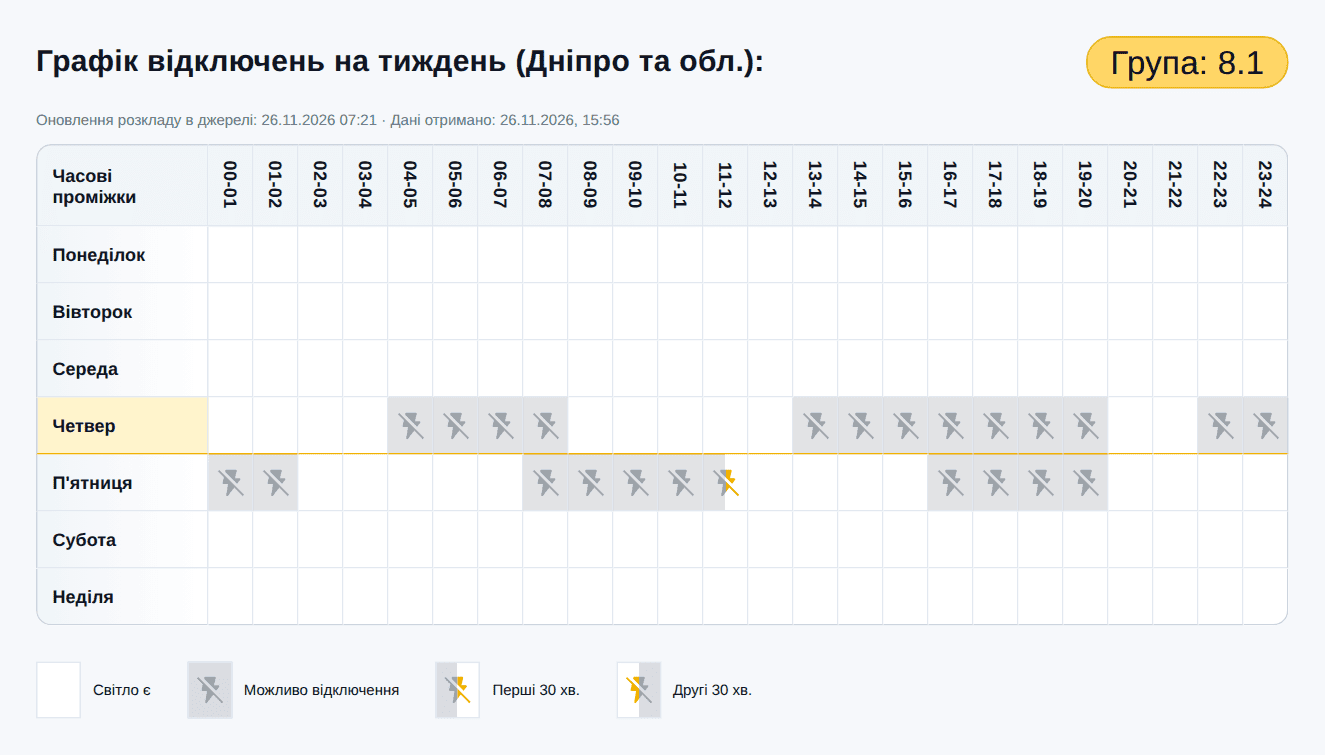 Графік відключень на тиждень (Дніпро та обл.):
Група: 8.1
Оновлення розкладу в джерелі: 26.11.2026 07:21 · Дані отримано: 26.11.2026, 15:56
Часові
проміжки
00-01
01-02
02-03
03-04
04-05
05-06
06-07
07-08
08-09
09-10
10-11
11-12
12-13
13-14
14-15
15-16
16-17
17-18
18-19
19-20
20-21
21-22
22-23
23-24
Понеділок
Вівторок
Середа
Четвер
П'ятниця
Субота
Неділя
Світло є
Можливо відключення
Перші 30 хв.
Другі 30 хв.